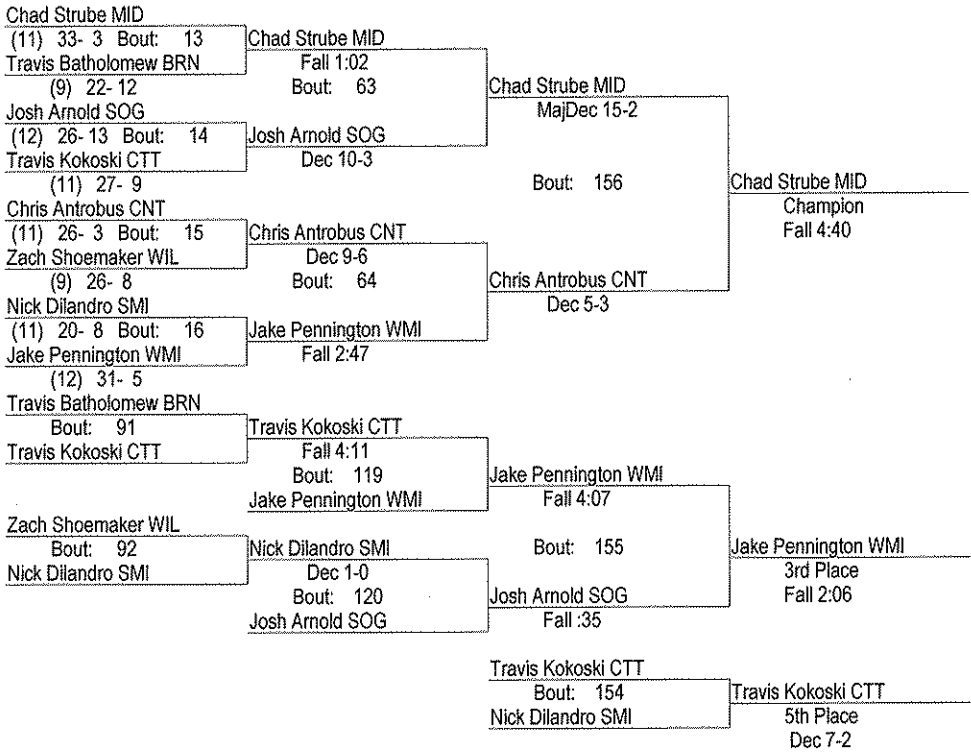 Chad Strube MID
(11) 33- 3 Bout: 13
Travis Batholomew BRN
(9) 22- 12
Josh Arnold SOG
(12) 26- 13 Bout: 14
Travis Kokoski CTT
(11) 27- 9
Chris Antrobus CNT
(11) 26- 3 Bout: 15
Zach Shoemaker WIL
(9) 26- 8
Nick Dilandro SMI
(11) 20- 8 Bout: 16
Jake Pennington WMI
(12) 31- 5
Travis Batholomew BRN
Bout: 91
Travis Kokoski CTT
Zach Shoemaker WIL
Bout: 92
Nick Dilandro SMI
Chad Strube MID
Fall 1:02
Bout: 63
Josh Arnold SOG
Dec 10-3
Chris Antrobus CNT
Dec 9-6
Bout: 64
Jake Pennington WMI
Fall 2:47
Travis Kokoski CTT
Fall 4:11
Bout: 119
Jake Pennington WMI
Nick Dilandro SMI
Dec 1-0
Bout: 120
Josh Arnold SOG
Chad Strube MID
MajDec 15-2
Bout: 156
Chris Antrobus CNT
Dec 5-3
Jake Pennington WMI
Fall 4:07
Bout: 155
Josh Arnold SOG
Fall :35
Travis Kokoski CTT
Bout: 154
Nick Dilandro SMI
Chad Strube MID
Champion
Fall 4:40
Jake Pennington WMI
3rd Place
Fall 2:06
Travis Kokoski CTT
5th Place
Dec 7-2